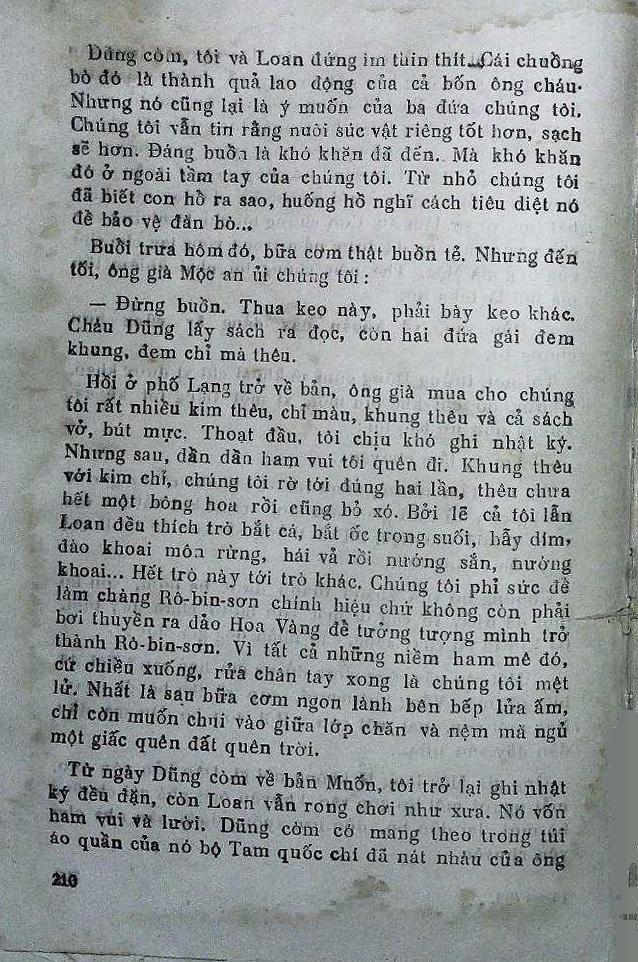 Dũng còm, tôi và Loan đứng im thin thít. Cái chuồng
bò đó là thành quả lao động của cả bốn ông cháu.
Nhưng nó cũng lại là ý muốn của ba đứa chúng tôi.
Chúng tôi vẫn tin rằng nuôi súc vật riêng tốt hơn, sạch
sẽ hơn. Đáng buồn là khó khăn đã đến. Mà khó khăn
đó ở ngoài tầm tay của chúng tôi. Từ nhỏ chúng tôi
đã biết con hồ ra sao, huống hồ nghĩ cách tiêu diệt nó
để bảo vệ đàn bò...
Buổi trưa hôm đó, bữa cơm thật buồn tẻ. Nhưng đến
tối, ông già Mộc an ủi chúng tôi :
— Đừng buồn. Thua keo này, phải bày keo khác.
Cháu Dũng lấy sách ra đọc, còn hai đứa gái đem
khung, đem chỉ mà thêu.
Hồi ở phố Lạng trở về bản, ông già mua cho chúng
tôi rất nhiều kim thêu, chỉ màu, khung thêu và cả sách
vở, bút mực. Thoạt đầu, tôi chịu khó ghi nhật ký.
Nhưng sau, dần dần ham vui tôi quên đi. Khung thêu
với kim chỉ, chúng tôi rờ tới đúng hai lần, thêu chưa
hết một bông hoa rồi cũng bỏ xó. Bởi lẽ cả tôi lẫn
Loan đều thích trò bắt cá, bắt ốc trong suối, bẫy dím,
đào khoai môn rừng, hái vả rồi nướng sắn, nướng
khoai... Hết trò này tới trò khác. Chúng tôi phỉ sức để
làm chàng Rô-bin-sơn chính hiệu chứ không còn phải
bơi thuyền ra đảo Hoa Vàng để tưởng tượng mình trở
thành Rô-bin-sơn. Vì tất cả những niềm ham mê đó,
cứ chiều xuống, rửa chân tay xong là chúng tôi mệt
lử. Nhất là sau bữa cơm ngon lành bên bếp lửa ấm,
chỉ còn muốn chui vào giữa lớp chăn và nệm mà ngủ
một giấc quên đất quên trời.
Từ ngày Dũng còm về bản Muốn, tôi trở lại ghi nhật
ký đều đặn, còn Loan vẫn rong chơi như xưa. Nó vốn
ham vui và lười. Dũng còm có mang theo trong túi
áo quần của nó bộ Tam quốc chí đã nát nhàu của ông
210